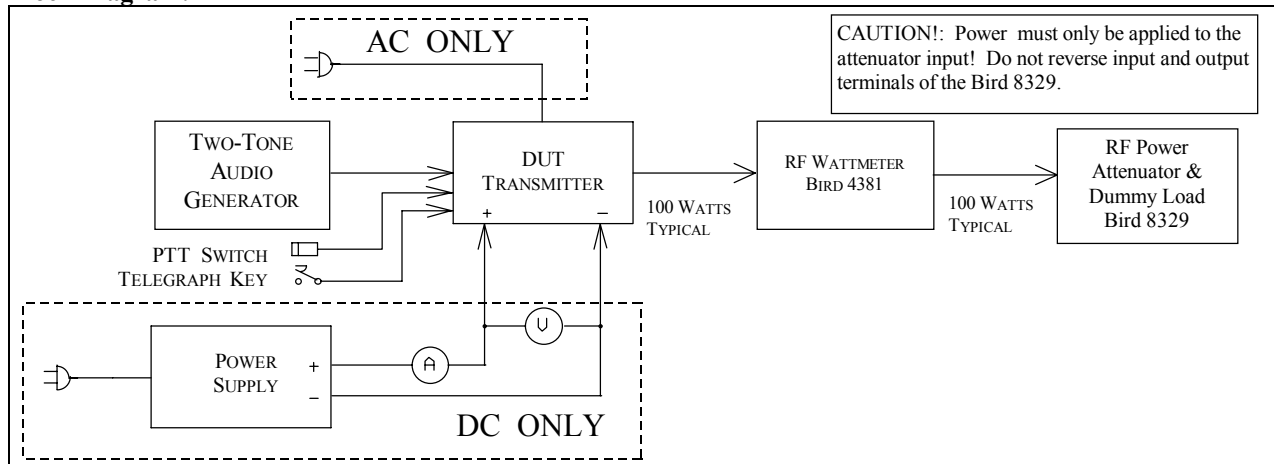 AC ONLY
CAUTION!: Power must only be applied to the
attenuator input! Do not reverse input and output
terminals of the Bird 8329.
TWO-TONE
AUDIO
GENERATOR
DUT
TRANSMITTER
+ −
RF WATTMETER
BIRD 4381
RF Power
Attenuator &
Dummy Load
Bird 8329
100 WATTS
TYPICAL
100 WATTS
TYPICAL
PTT SWITCH
TELEGRAPH KEY
V
POWER
SUPPLY
+
−
A
DC ONLY